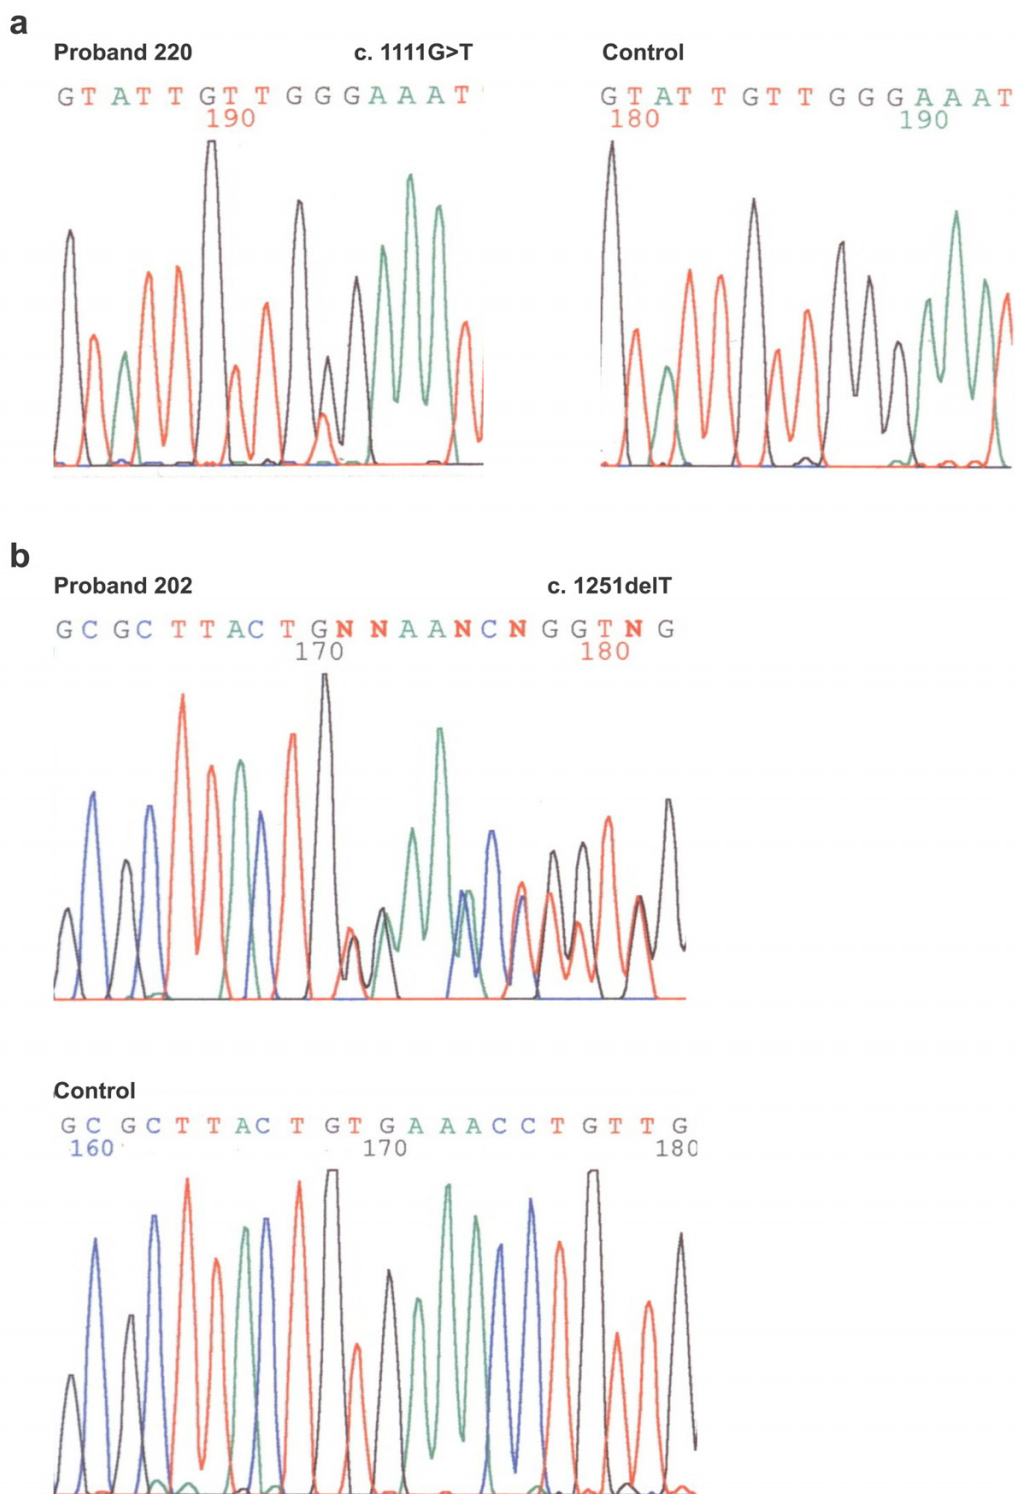 a
Proband 220 c. 1111G>T Control
GTATTGTTGGGAAAT GTATTGTTGGGAAAT
190 180 190
b
Proband 202 c. 1251delT
GCGCTTACTGNNAANCNGGTNG
170 180
Control
GCGCTTACTGTGAAACCTGTTG
160 170 180